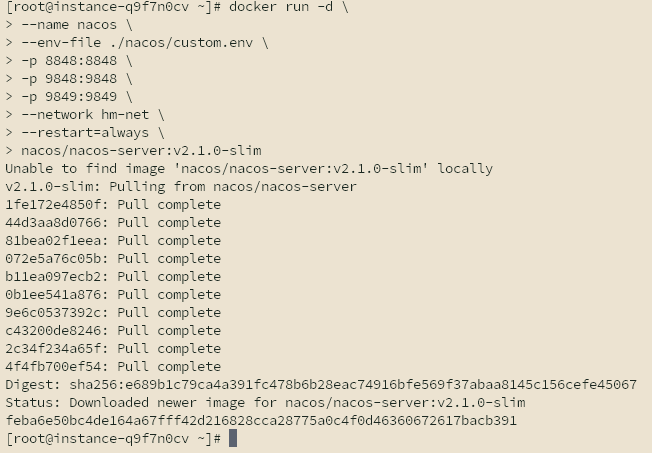 [root@instance-q9f7n0cv ~]# docker run -d \
> --name nacos \
> --env-file ./nacos/custom.env \
> -p 8848:8848 \
> -p 9848:9848 \
> -p 9849:9849 \
> --network hm-net \
> --restart=always \
> nacos/nacos-server:v2.1.0-slim
Unable to find image 'nacos/nacos-server:v2.1.0-slim' locally
v2.1.0-slim: Pulling from nacos/nacos-server
1fe172e4850f: Pull complete
44d3aa8d0766: Pull complete
81bea02f1eea: Pull complete
072e5a76c05b: Pull complete
b11ea097ecb2: Pull complete
0b1ee541a876: Pull complete
9e6c0537392c: Pull complete
c43200de8246: Pull complete
2c34f234a65f: Pull complete
4f4fb700ef54: Pull complete
Digest: sha256:e689b1c79ca4a391fc478b6b28eac74916bfe569f37abaa8145c156cefe45067
Status: Downloaded newer image for nacos/nacos-server:v2.1.0-slim
feba6e50bc4de164a67fff42d216828cca28775a0c4f0d46360672617bacb391
[root@instance-q9f7n0cv ~]#